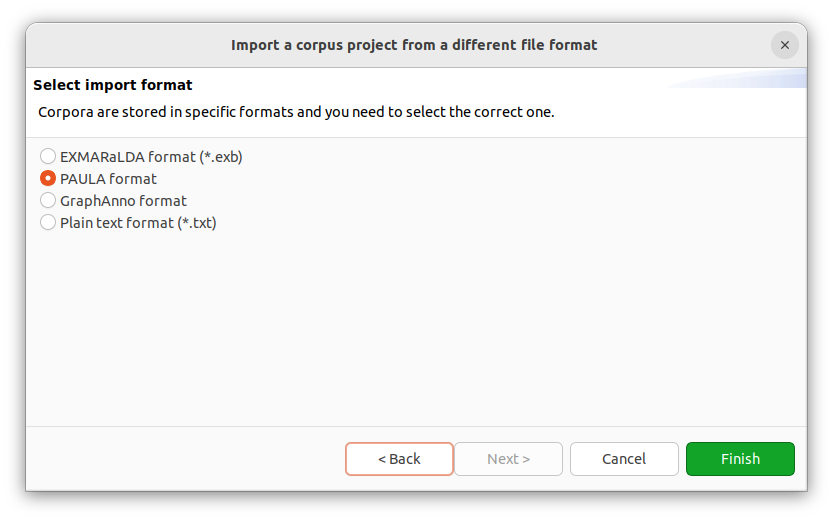 Import a corpus project from a different file format
Select import format
Corpora are stored in specific formats and you need to select the correct one.
EXMARaLDA format (*.exb)
PAULA format
GraphAnno format
Plain text format (*.txt)
< Back Next > Cancel Finish